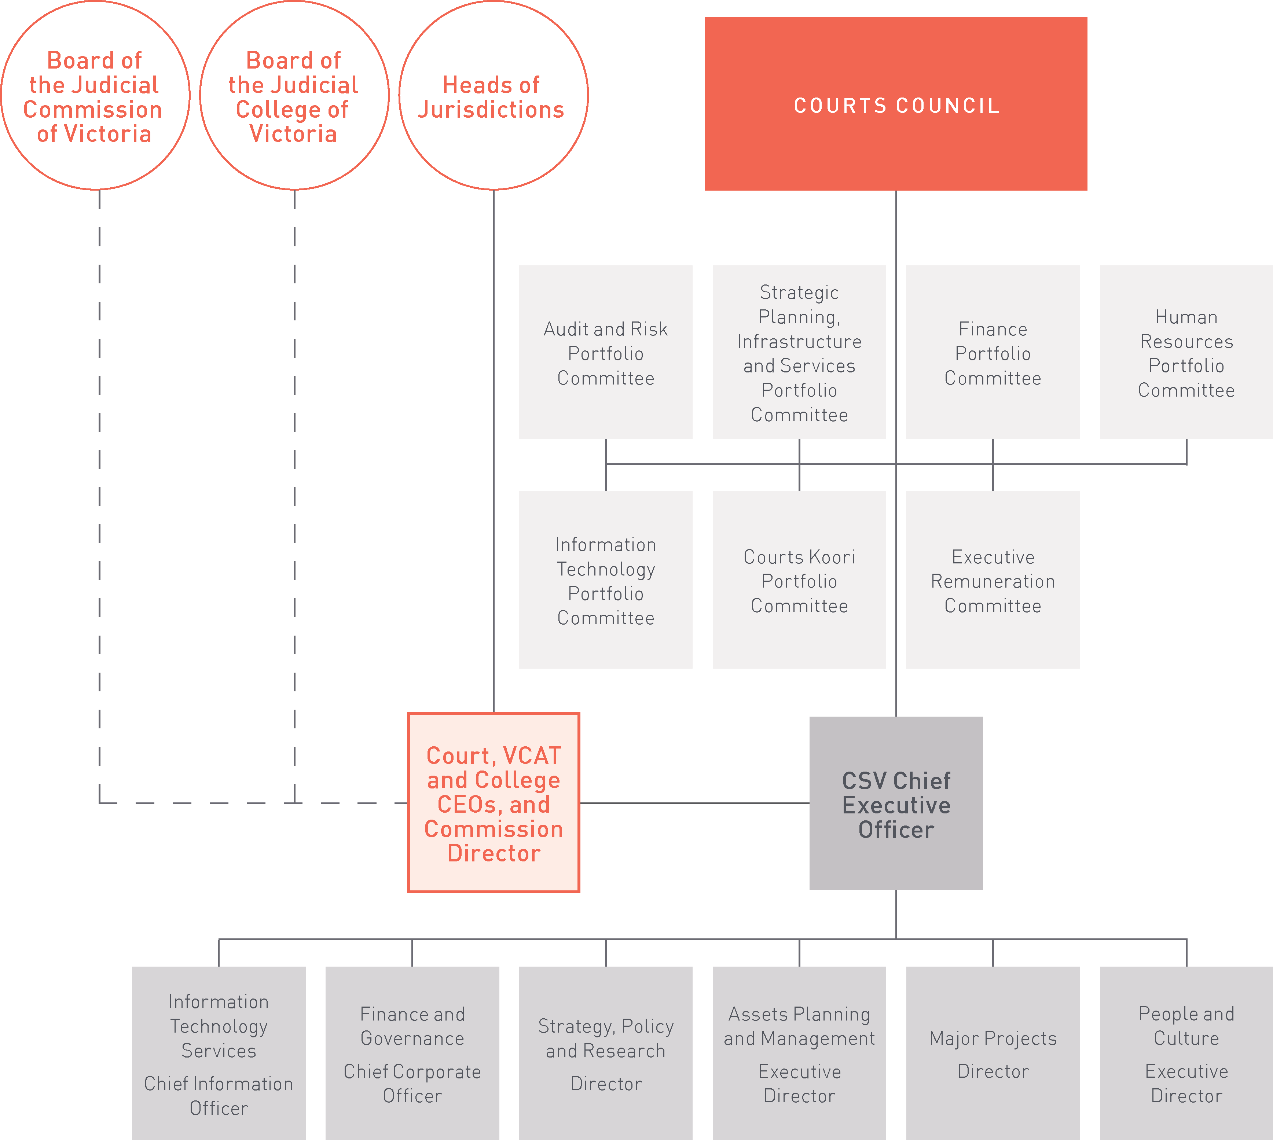 Board of
the Judicial
Commission
of Victoria
Board of
the Judicial
College of
Victoria
Heads of
Jurisdictions
COURTS COUNCIL
Audit and Risk
Portfolio
Committee
Strategic
Planning,
Infrastructure
and Services
Portfolio
Committee
Finance
Portfolio
Committee
Human
Resources
Portfolio
Committee
Information
Technology
Portfolio
Committee
Courts Koori
Portfolio
Committee
Executive
Remuneration
Committee
Court, VCAT
and College
CEOs, and
Commission
Director
CSV Chief
Executive
Officer
Information
Technology
Services
Chief Information
Officer
Finance and
Governance
Chief Corporate
Officer
Strategy, Policy
and Research
Director
Assets Planning
and Management
Executive
Director
Major Projects
Director
People and
Culture
Executive
Director